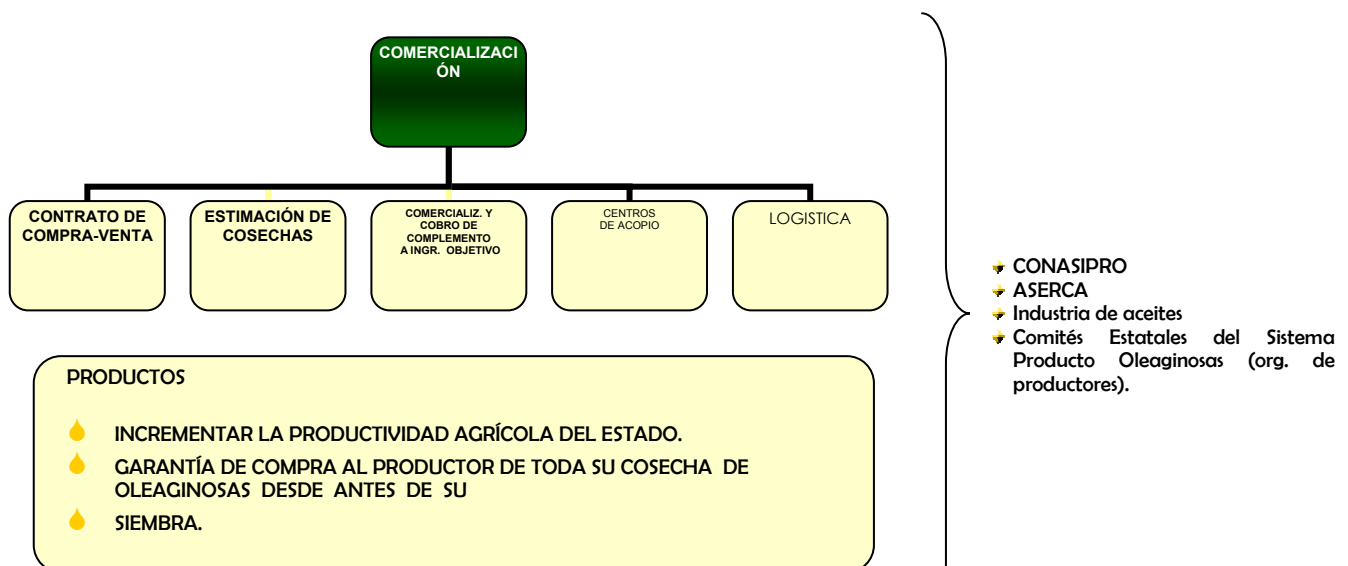 COMERCIALIZACI
ÓN
CONTRATO DE
COMPRA-VENTA
ESTIMACIÓN DE
COSECHAS
COMERCIALIZ. Y
COBRO DE
COMPLEMENTO
A INGR. OBJETIVO
CENTROS
DE ACOPIO
LOGISTICA
CONASIPRO
ASERCA
Industria de aceites
Comités Estatales del Sistema
Producto Oleaginosas (org. de
productores).
PRODUCTOS
INCREMENTAR LA PRODUCTIVIDAD AGRÍCOLA DEL ESTADO.
GARANTÍA DE COMPRA AL PRODUCTOR DE TODA SU COSECHA DE
OLEAGINOSAS DESDE ANTES DE SU
SIEMBRA.